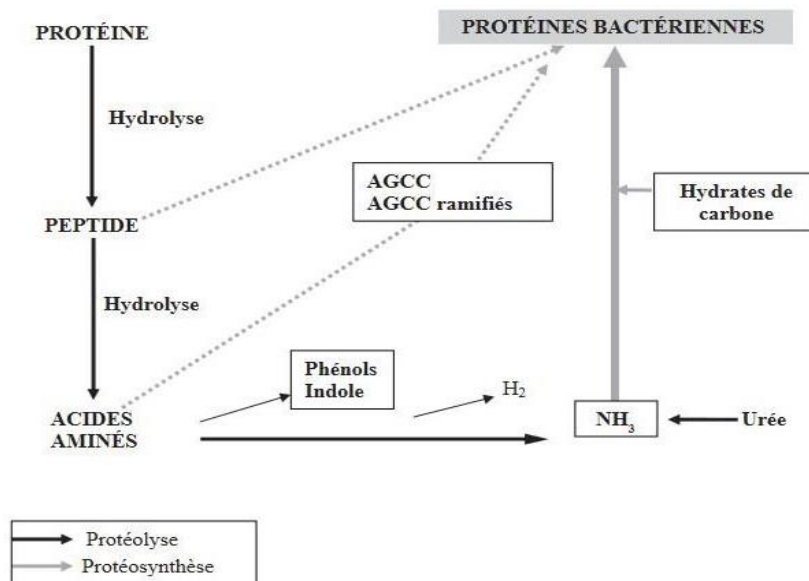 PROTÉINE
PROTÉINES BACTÉRIENNES
Hydrolyse
AGCC
AGCC ramifiés
Hydrates de
carbone
PEPTIDE
Hydrolyse
Phénols
Indole
H2
ACIDES
AMINÉS
NH3
Urée
Protéolyse
Protéosynthèse